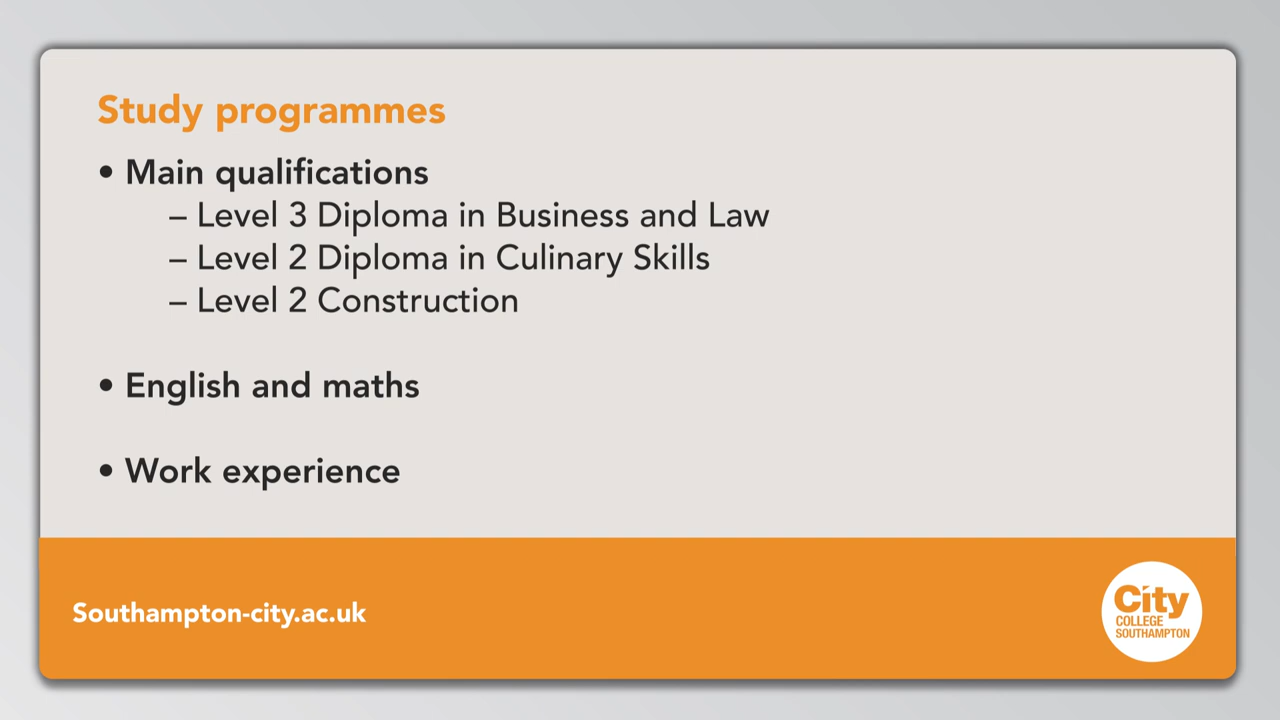 Study programmes
• Main qualifications
– Level 3 Diploma in Business and Law
– Level 2 Diploma in Culinary Skills
– Level 2 Construction
• English and maths
• Work experience
Southampton-city.ac.uk
City
COLLEGE
SOUTHAMPTON